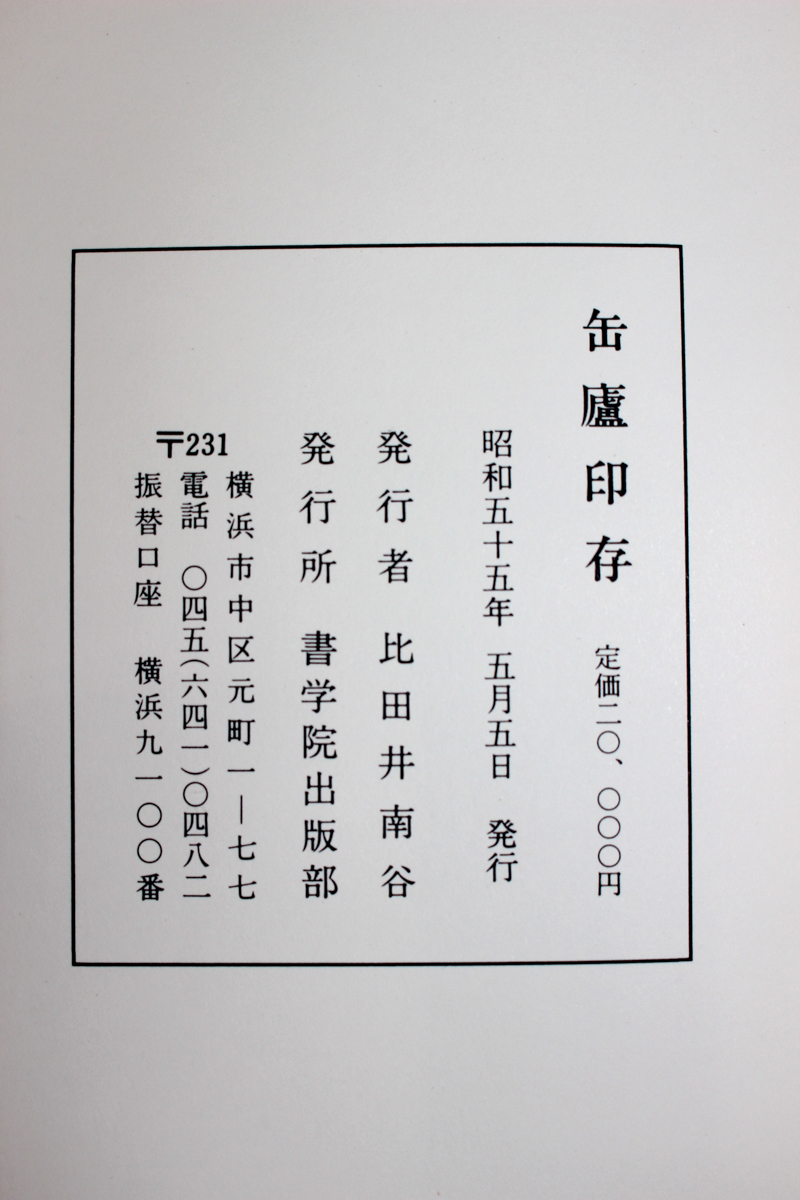 缶廬印存 定価二〇、〇〇〇円
昭和五十五年 五月五日 発行
発行者 比田井南谷
発行所 書学院出版部
〒231
横浜市中区元町一―七七
電話 〇四五(六四一)〇四八二
振替口座 横浜九一〇〇番